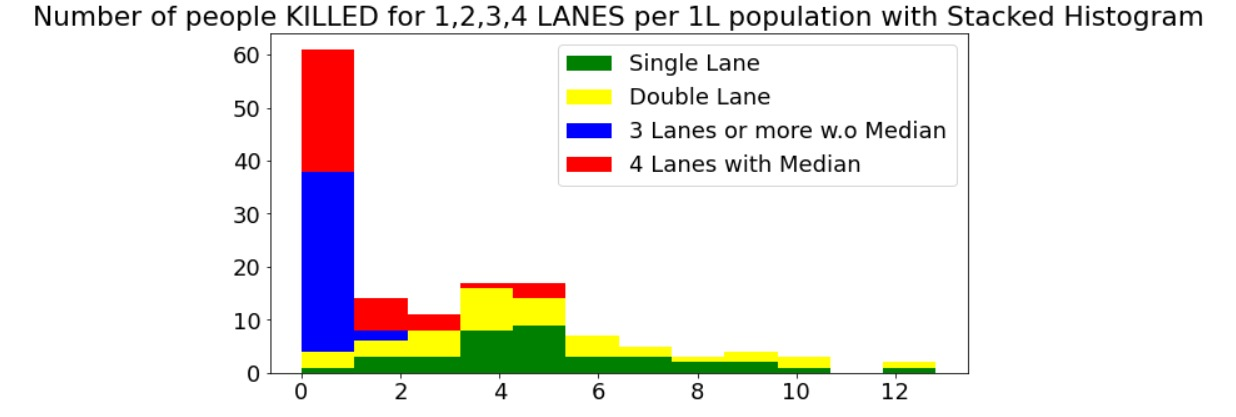 Number of people KILLED for 1,2,3,4 LANES per 1L population with Stacked Histogram
60
50
40
30
20
10
0
Single Lane
Double Lane
3 Lanes or more w.o Median
4 Lanes with Median
0 2 4 6 8 10 12